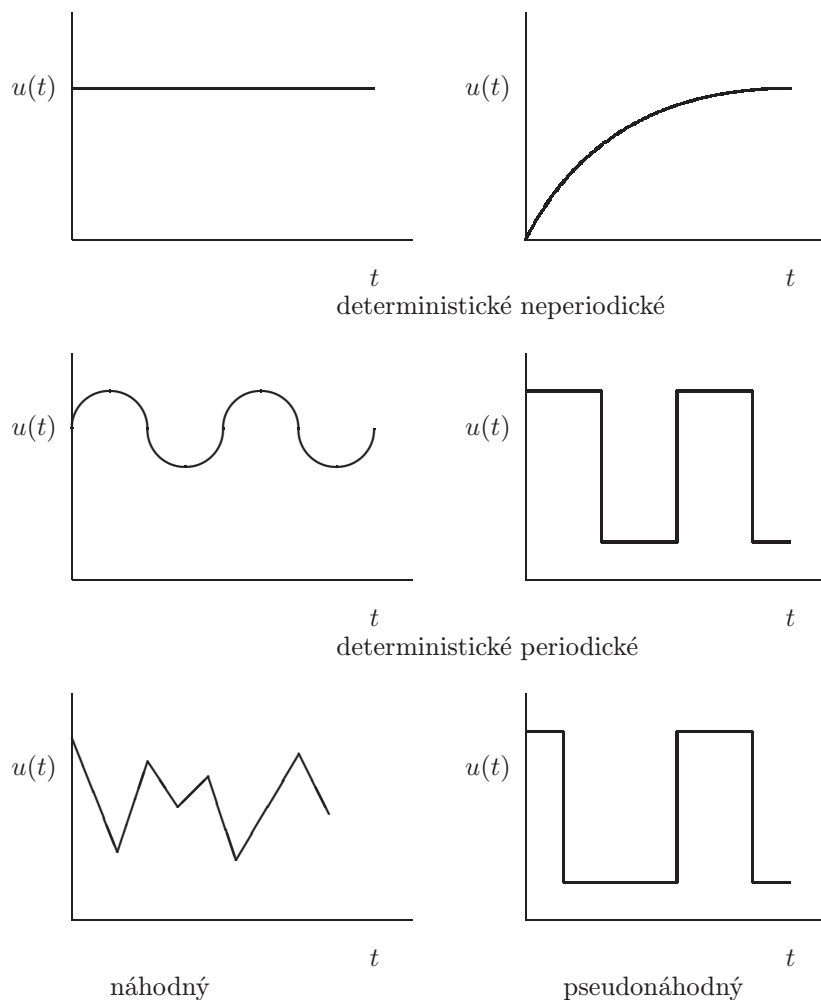 u(t) u(t)
t t
deterministické neperiodické
u(t) u(t)
t t
deterministické periodické
u(t) u(t)
t t
náhodný pseudonáhodný